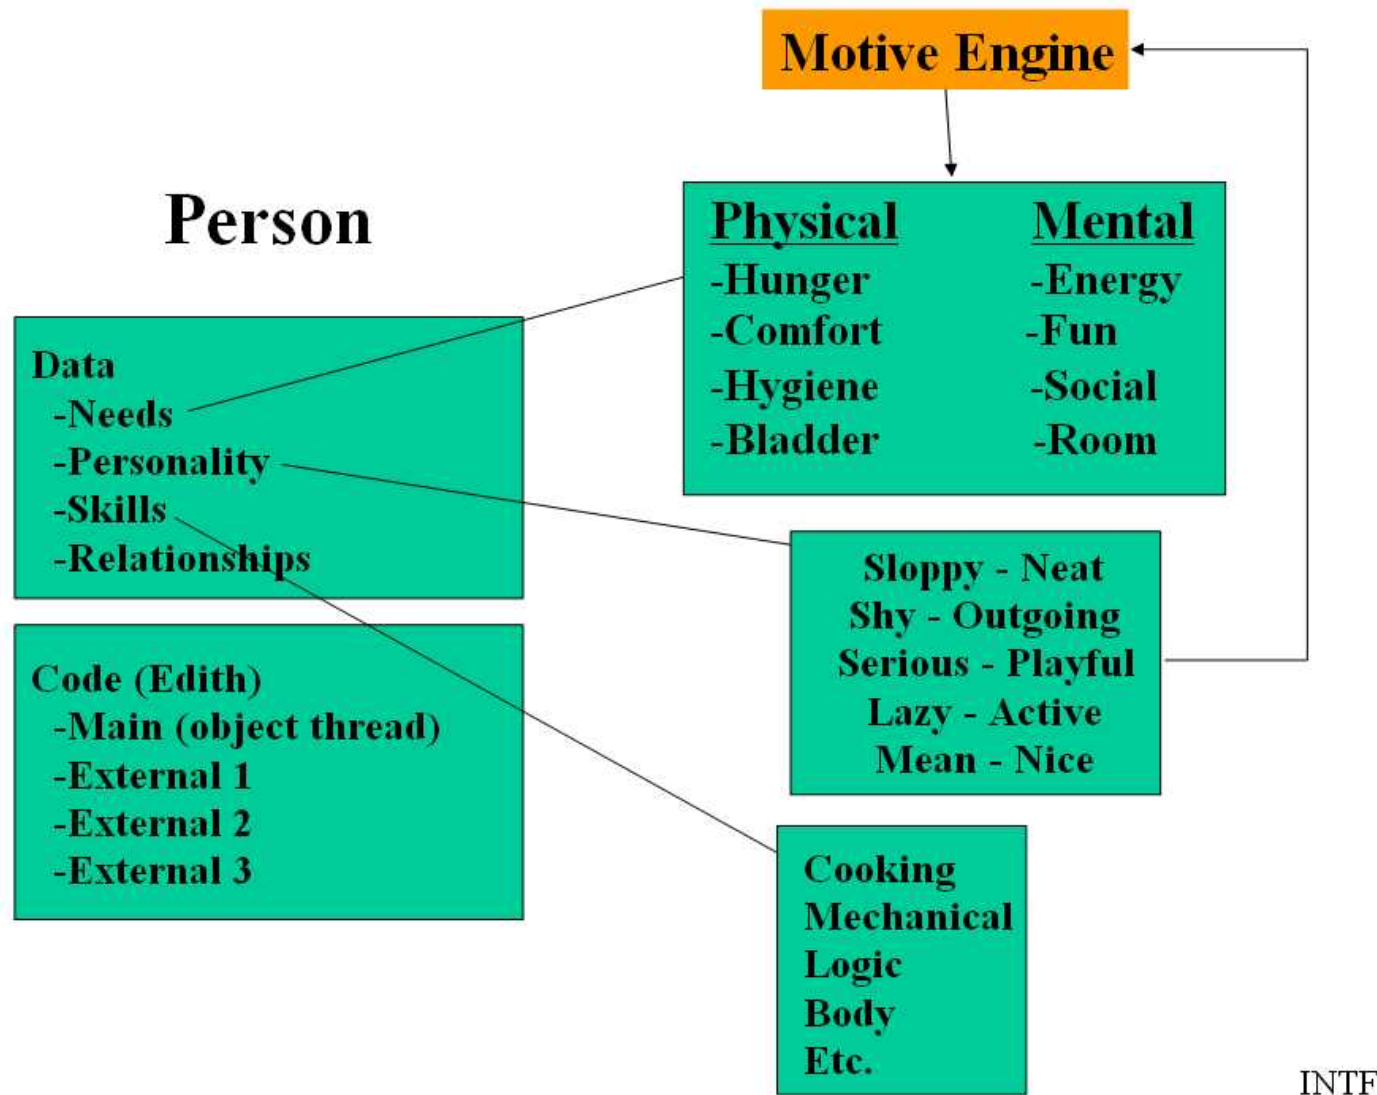 Motive Engine
Person
Physical Mental
-Hunger -Energy
-Comfort -Fun
-Hygiene -Social
-Bladder -Room
Data
-Needs
-Personality
-Skills
-Relationships
Code (Edith)
-Main (object thread)
-External 1
-External 2
-External 3
Sloppy - Neat
Shy - Outgoing
Serious - Playful
Lazy - Active
Mean - Nice
Cooking
Mechanical
Logic
Body
Etc.
INTF